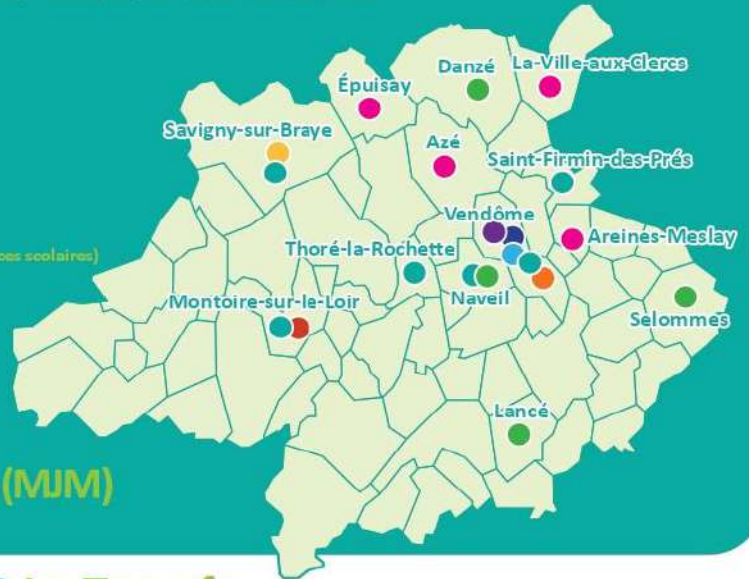 Danzé
La-Ville-aux-Clercs
Épuisay
Savigny-sur-Braye
Azé
Saint-Firmin-des-Prés
Vendôme
Areines-Meslay
scolaires)
Thoré-la-Rochette
Naveil
Montoire-sur-le-Loir
Selommes
Lancé
(MJM)